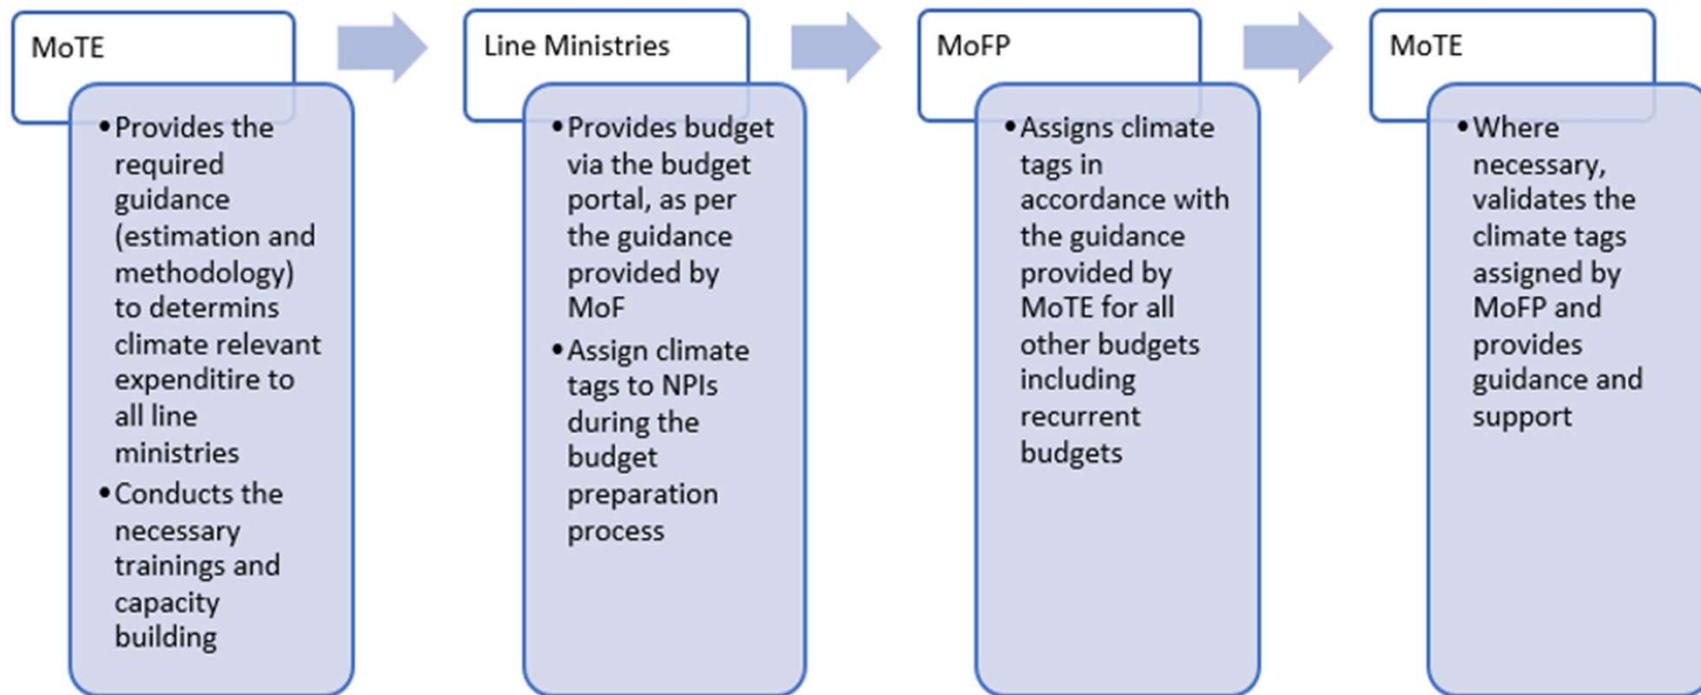 MoTE
•Provides the
required
guidance
(estimation and
methodology)
to determins
climate relevant
expenditire to
all line
ministries
•Conducts the
necessary
trainings and
capacity
building
Line Ministries
•Provides budget
via the budget
portal, as per
the guidance
provided by
MoF
•Assign climate
tags to NPIs
during the
budget
preparation
process
MoFP
•Assigns climate
tags in
accordance with
the guidance
provided by
MoTE for all
other budgets
including
recurrent
budgets
MoTE
•Where
necessary,
validates the
climate tags
assigned by
MoFP and
provides
guidance and
support